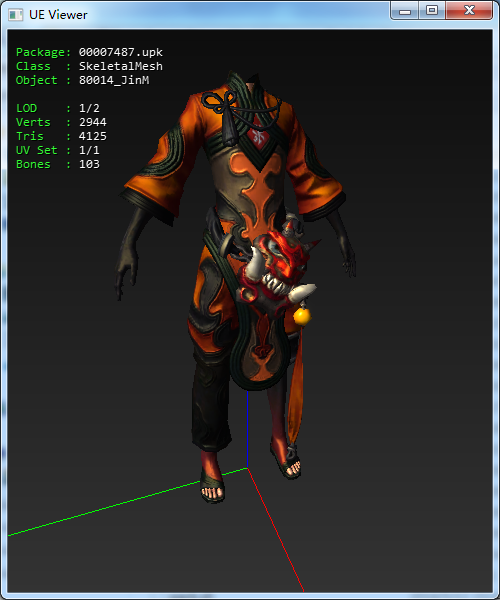 UE Viewer
Package: 00007487.upk
Class  : SkeletalMesh
Object : 80014_JinM
LOD    : 1/2
Verts  : 2944
Tris   : 4125
UV Set : 1/1
Bones  : 103